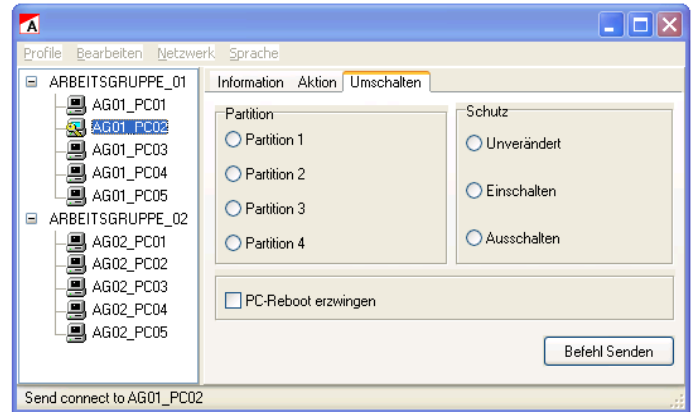 A
Profile Bearbeiten Netzwerk Sprache
ARBEITSGRUPPE_01
AG01_PC01
AG01_PC02
AG01_PC03
AG01_PC04
AG01_PC05
ARBEITSGRUPPE_02
AG02_PC01
AG02_PC02
AG02_PC03
AG02_PC04
AG02_PC05
Information Aktion Umschalten
Partition
Partition 1
Partition 2
Partition 3
Partition 4
Schutz
Unverändert
Einschalten
Ausschalten
PC-Reboot erzwingen
Befehl Senden
Send connect to AG01_PC02